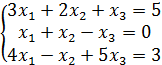 3x₁ + 2x₂ + x₃ = 5
x₁ + x₂ − x₃ = 0
4x₁ − x₂ + 5x₃ = 3